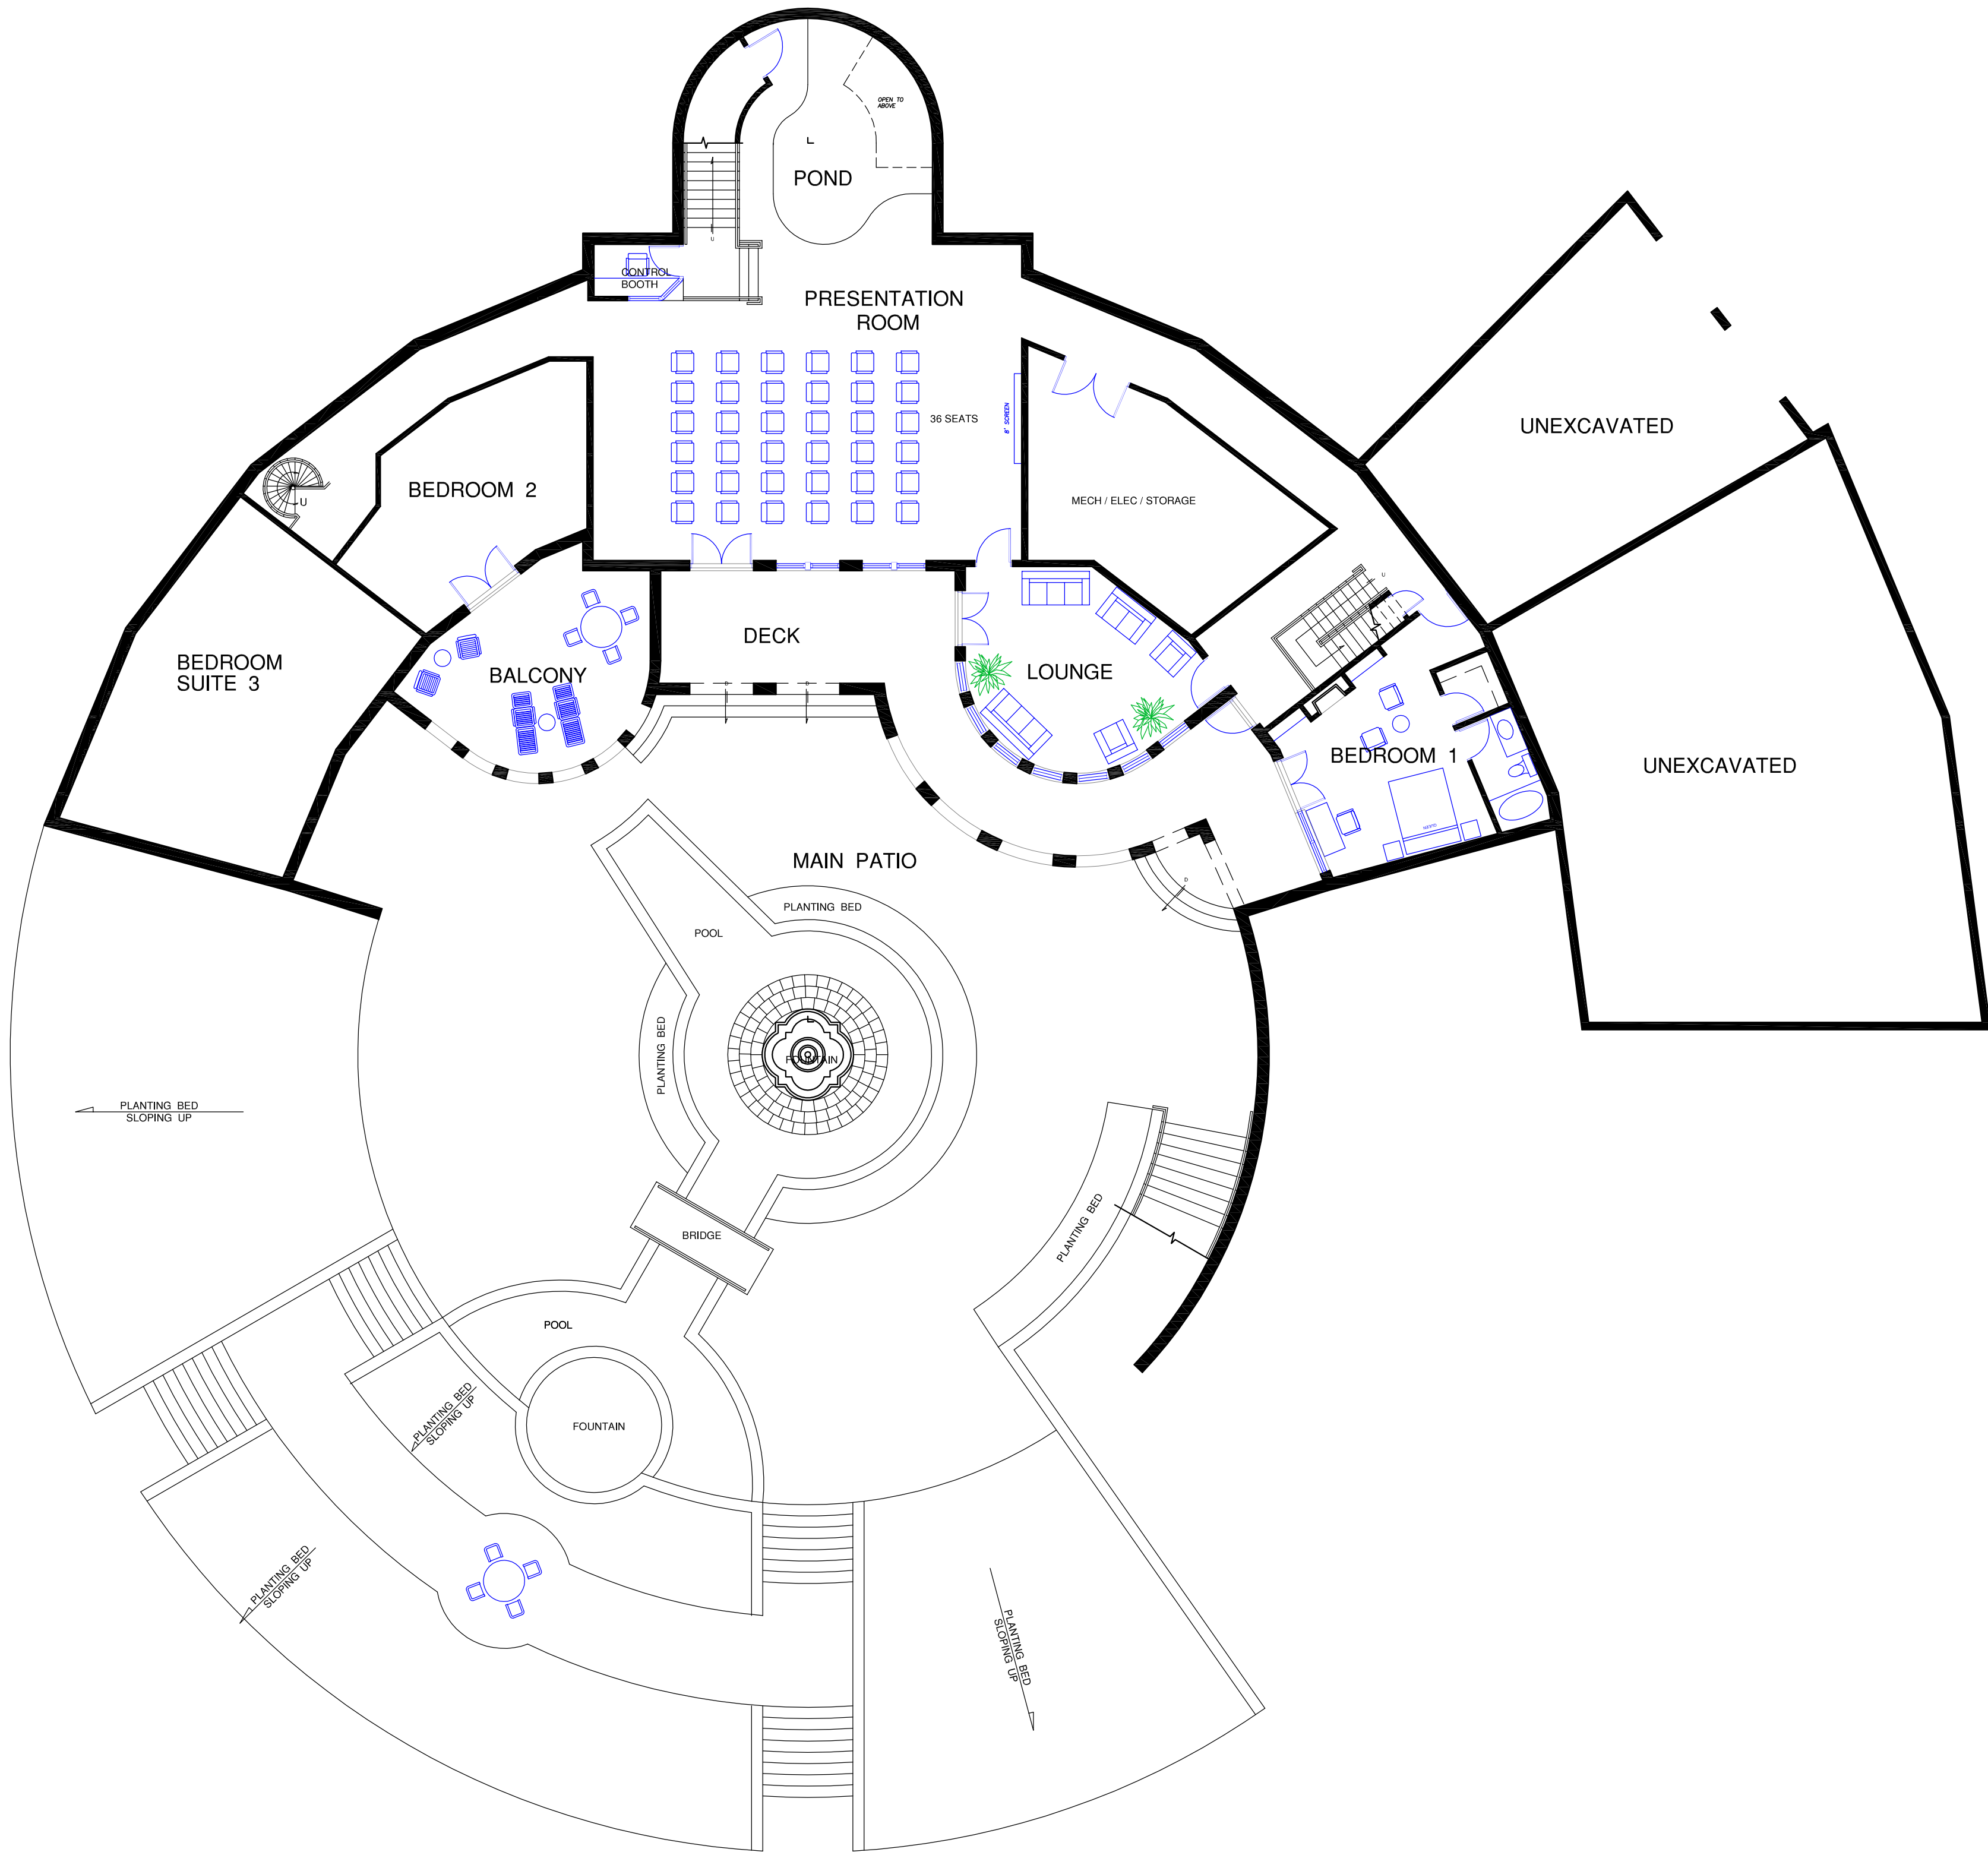 OPEN TO
ABOVE
POND
U
CONTROL
BOOTH
PRESENTATION
ROOM
36 SEATS
8' SCREEN
UNEXCAVATED
BEDROOM 2
MECH / ELEC / STORAGE
U
U
DECK
BEDROOM
SUITE 3
BALCONY
LOUNGE
D
D
BEDROOM 1
UNEXCAVATED
MAIN PATIO
D
PLANTING BED
POOL
PLANTING BED
FOUNTAIN
PLANTING BED
SLOPING UP
PLANTING BED
BRIDGE
POOL
PLANTING BED
SLOPING UP
FOUNTAIN
PLANTING BED
SLOPING UP
PLANTING BED
SLOPING UP